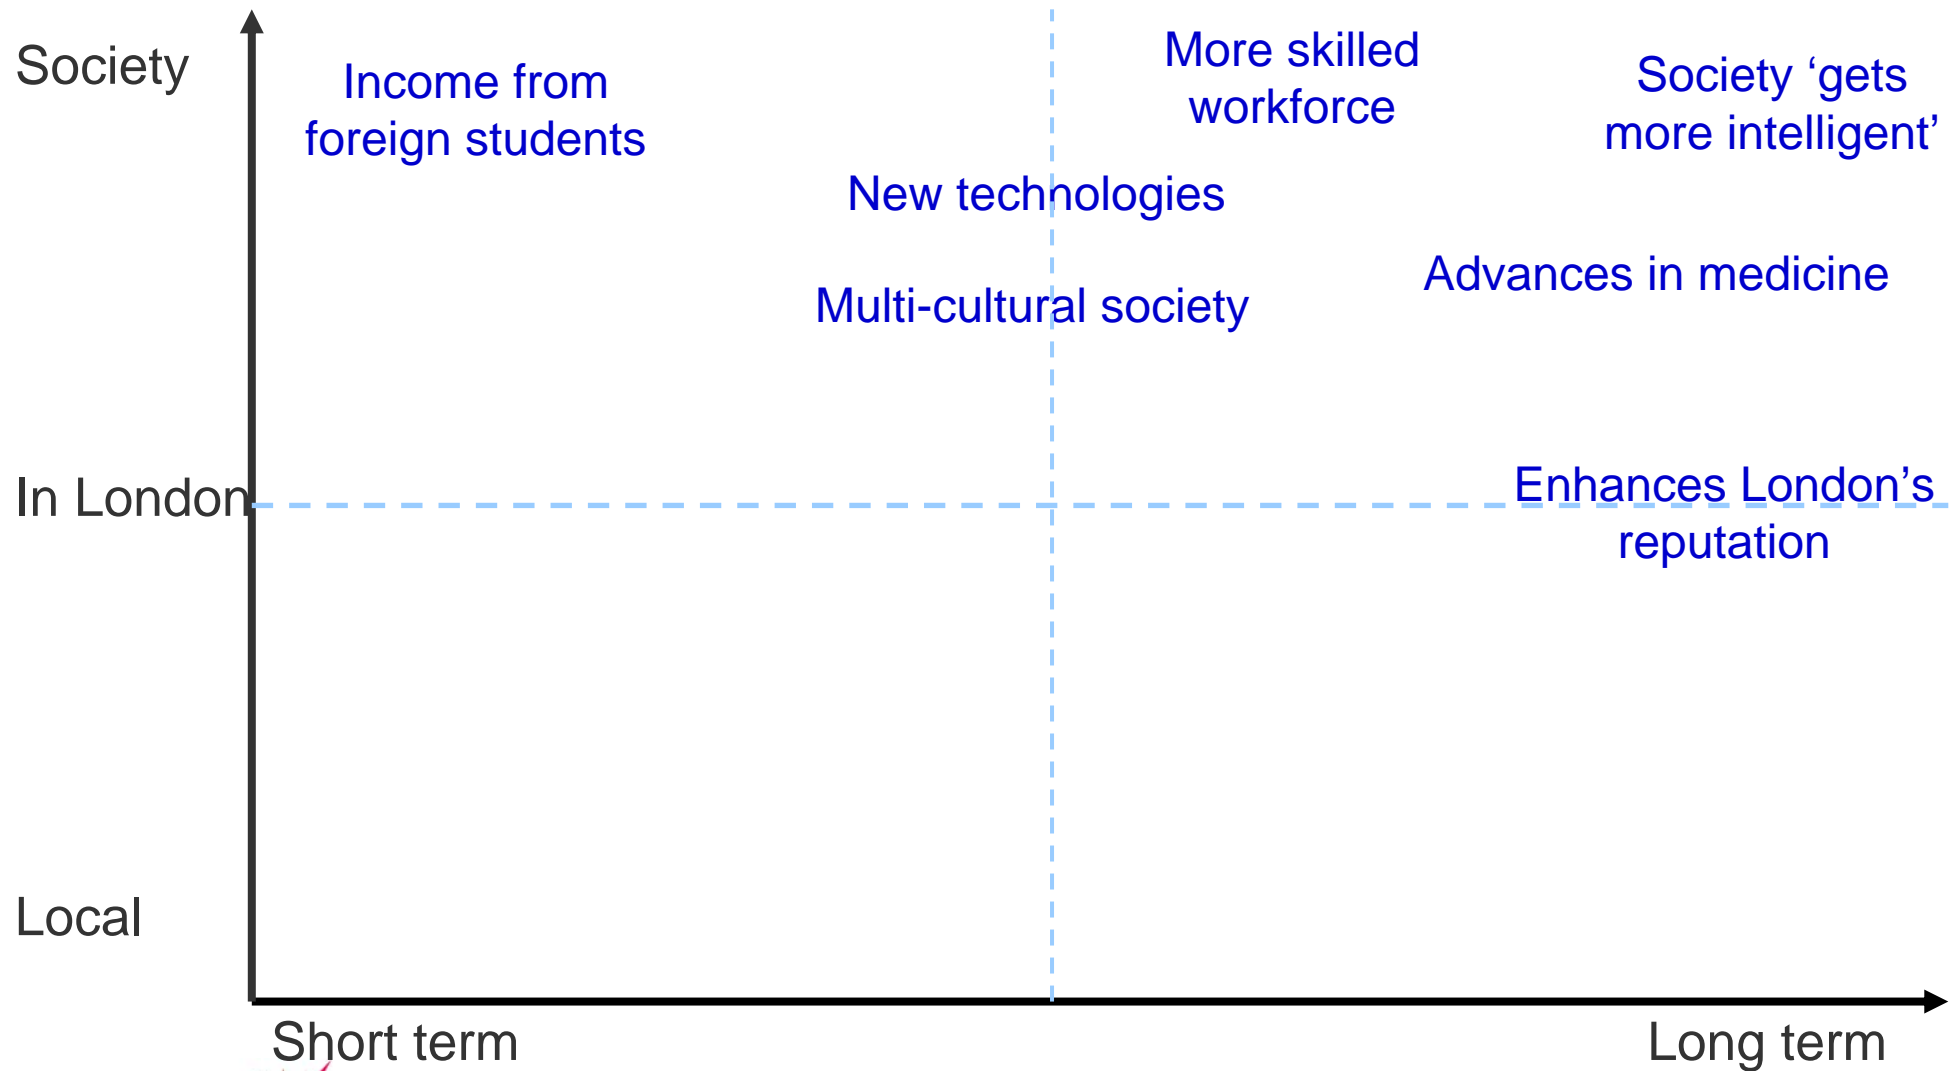 Society
Income from
foreign students
More skilled
workforce
Society ‘gets
more intelligent’
New technologies
Advances in medicine
Multi-cultural society
In London
Enhances London’s
reputation
Local
Short term
Long term